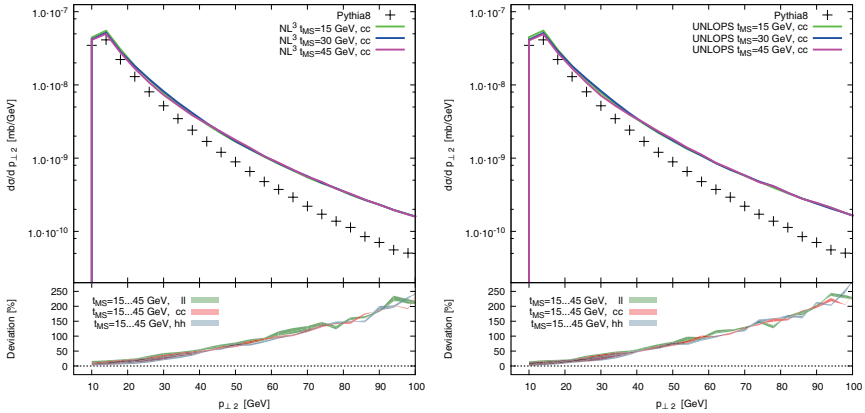 Pythia8
NL³ tMS=15 GeV, cc
NL³ tMS=30 GeV, cc
NL³ tMS=45 GeV, cc
dσ/d p⊥2 [mb/GeV]
1.0·10⁻⁷
1.0·10⁻⁸
1.0·10⁻⁹
1.0·10⁻¹⁰
tMS=15...45 GeV, ll
tMS=15...45 GeV, cc
tMS=15...45 GeV, hh
Deviation [%]
250
200
150
100
50
0
10 20 30 40 50 60 70 80 90 100
p⊥2 [GeV]
Pythia8
UNLOPS tMS=15 GeV, cc
UNLOPS tMS=30 GeV, cc
UNLOPS tMS=45 GeV, cc
dσ/d p⊥2 [mb/GeV]
1.0·10⁻⁷
1.0·10⁻⁸
1.0·10⁻⁹
1.0·10⁻¹⁰
tMS=15...45 GeV, ll
tMS=15...45 GeV, cc
tMS=15...45 GeV, hh
Deviation [%]
250
200
150
100
50
0
10 20 30 40 50 60 70 80 90 100
p⊥2 [GeV]